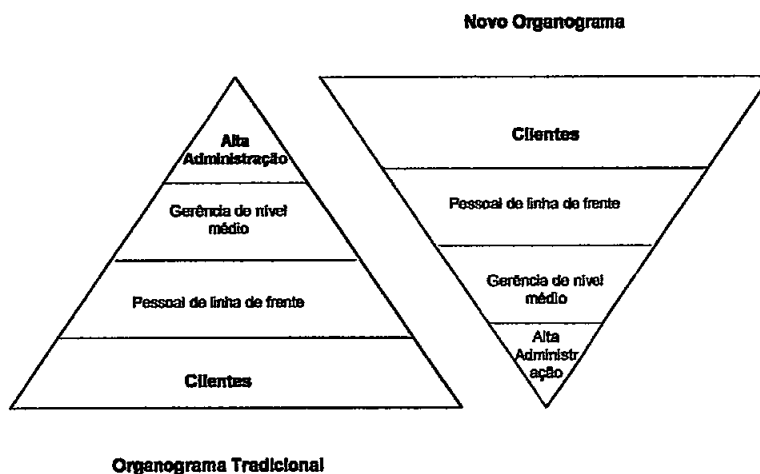 Novo Organograma
Alta
Administração
Gerência de nível
médio
Pessoal de linha de frente
Clientes
Clientes
Pessoal de linha de frente
Gerência de nível
médio
Alta
Administr
ação
Organograma Tradicional